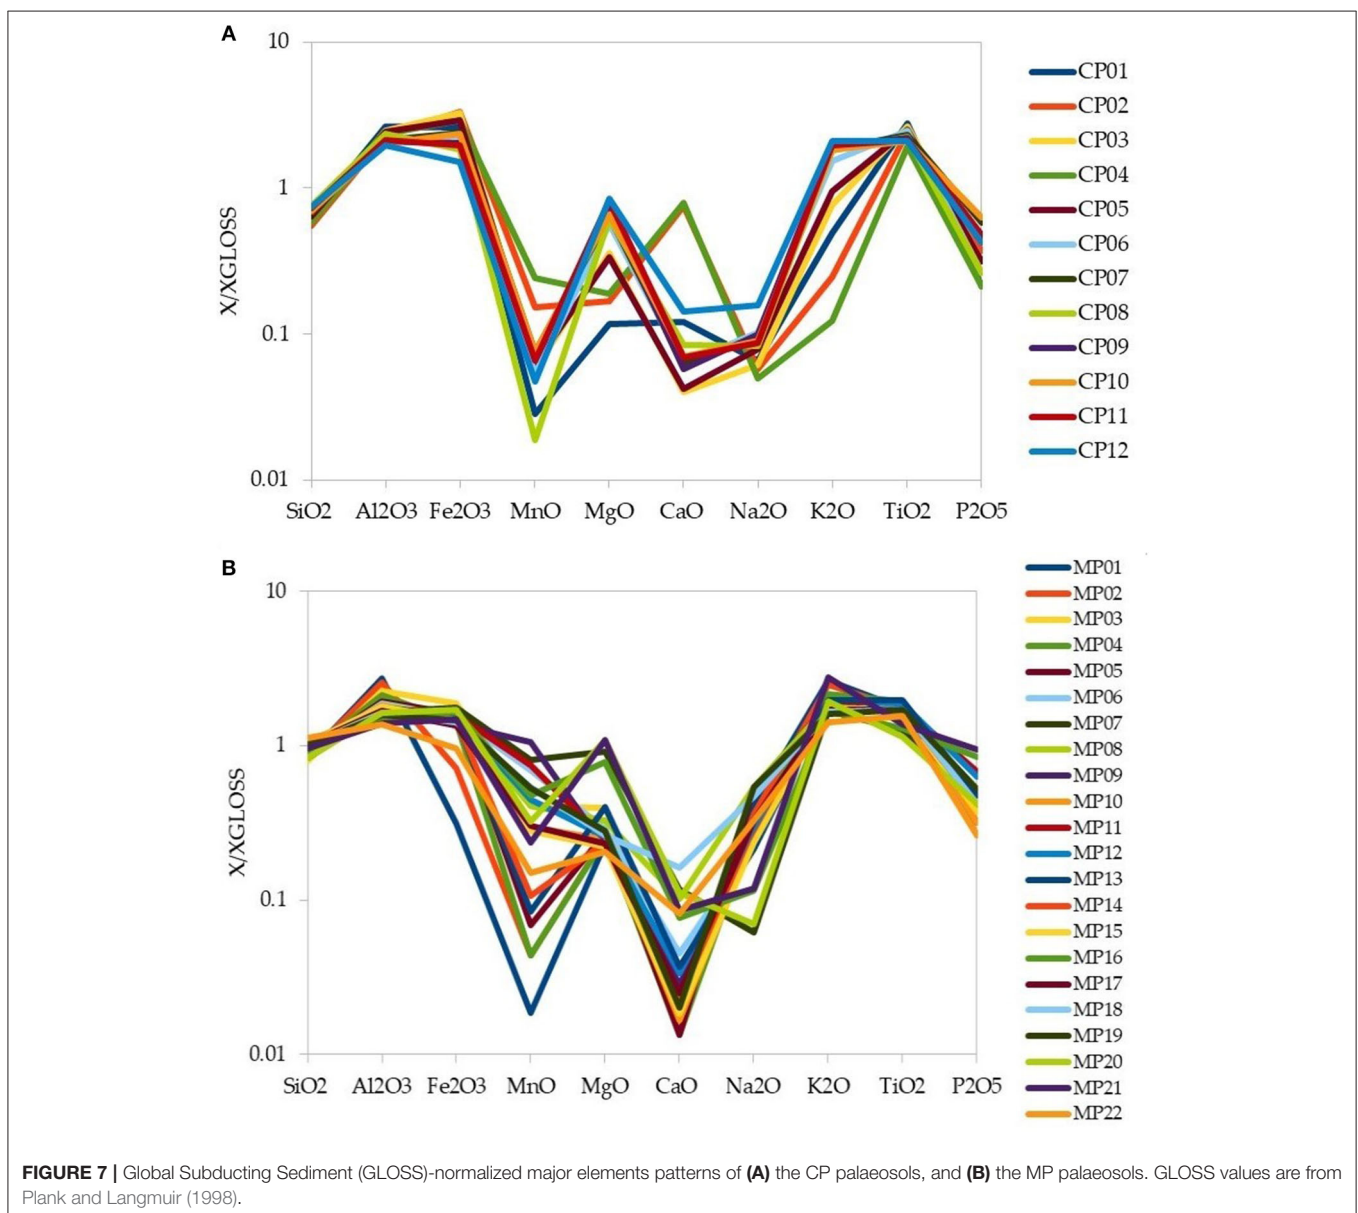 A
10
1
0.1
0.01
X/XGLOSS
SiO2 Al2O3 Fe2O3 MnO MgO CaO Na2O K2O TiO2 P2O5
CP01
CP02
CP03
CP04
CP05
CP06
CP07
CP08
CP09
CP10
CP11
CP12
B
10
1
0.1
0.01
X/XGLOSS
SiO2 Al2O3 Fe2O3 MnO MgO CaO Na2O K2O TiO2 P2O5
MP01
MP02
MP03
MP04
MP05
MP06
MP07
MP08
MP09
MP10
MP11
MP12
MP13
MP14
MP15
MP16
MP17
MP18
MP19
MP20
MP21
MP22
FIGURE 7 | Global Subducting Sediment (GLOSS)-normalized major elements patterns of (A) the CP palaeosols, and (B) the MP palaeosols. GLOSS values are from
Plank and Langmuir (1998).